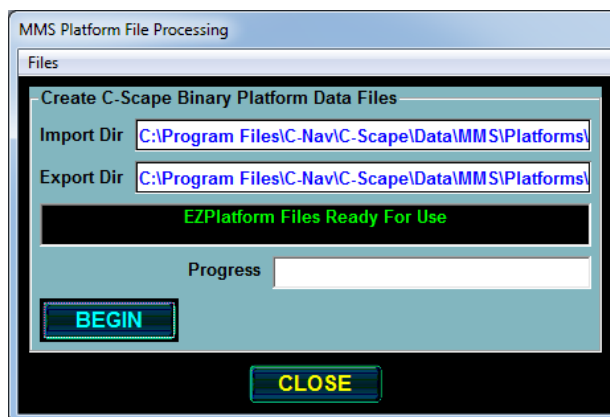 MMS Platform File Processing
Files
Create C-Scape Binary Platform Data Files
Import Dir C:\Program Files\C-Nav\C-Scape\Data\MMS\Platforms\
Export Dir C:\Program Files\C-Nav\C-Scape\Data\MMS\Platforms\
EZPlatform Files Ready For Use
Progress
BEGIN
CLOSE